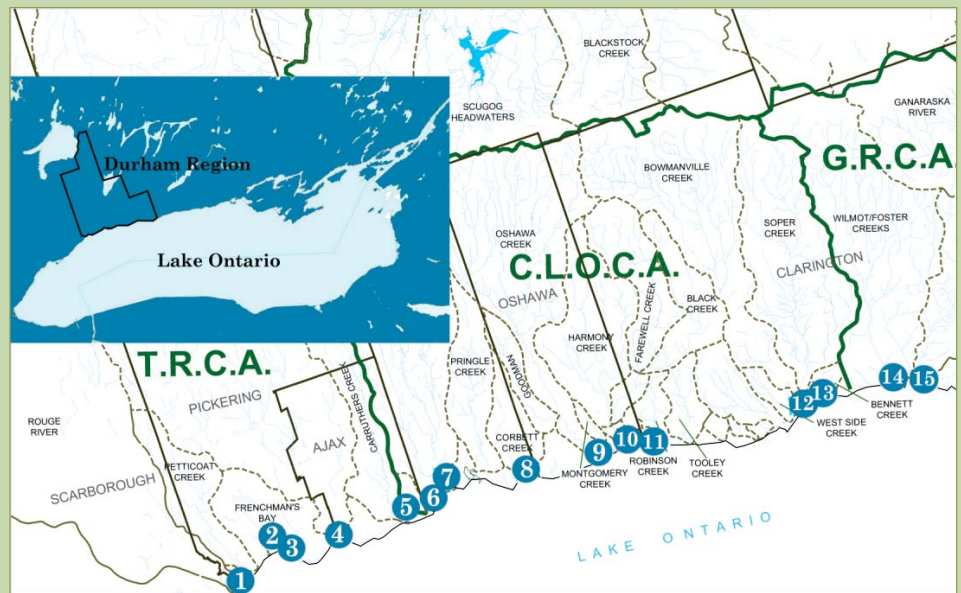 BLACKSTOCK
CREEK
SCUGOG
HEADWATERS
GANARASKA
RIVER
Durham Region
Lake Ontario
G.R.C.A.
BOWMANVILLE
CREEK
SOPER
CREEK
WILMOT/FOSTER
CREEKS
OSHAWA
CREEK
C.L.O.C.A.
CLARINGTON
OSHAWA
BLACK
CREEK
FAREWELL CREEK
HARMONY
CREEK
T.R.C.A.
PRINGLE
CREEK
GOODMAN
CARRUTHERS CREEK
PICKERING
AJAX
ROUGE
RIVER
PETTICOAT
CREEK
SCARBOROUGH
FRENCHMAN'S
BAY
CORBETT
CREEK
MONTGOMERY
CREEK
ROBINSON
CREEK
TOOLEY
CREEK
WEST SIDE
CREEK
BENNETT
CREEK
1
2
3
4
5
6
7
8
9
10
11
12
13
14
15
LAKE ONTARIO